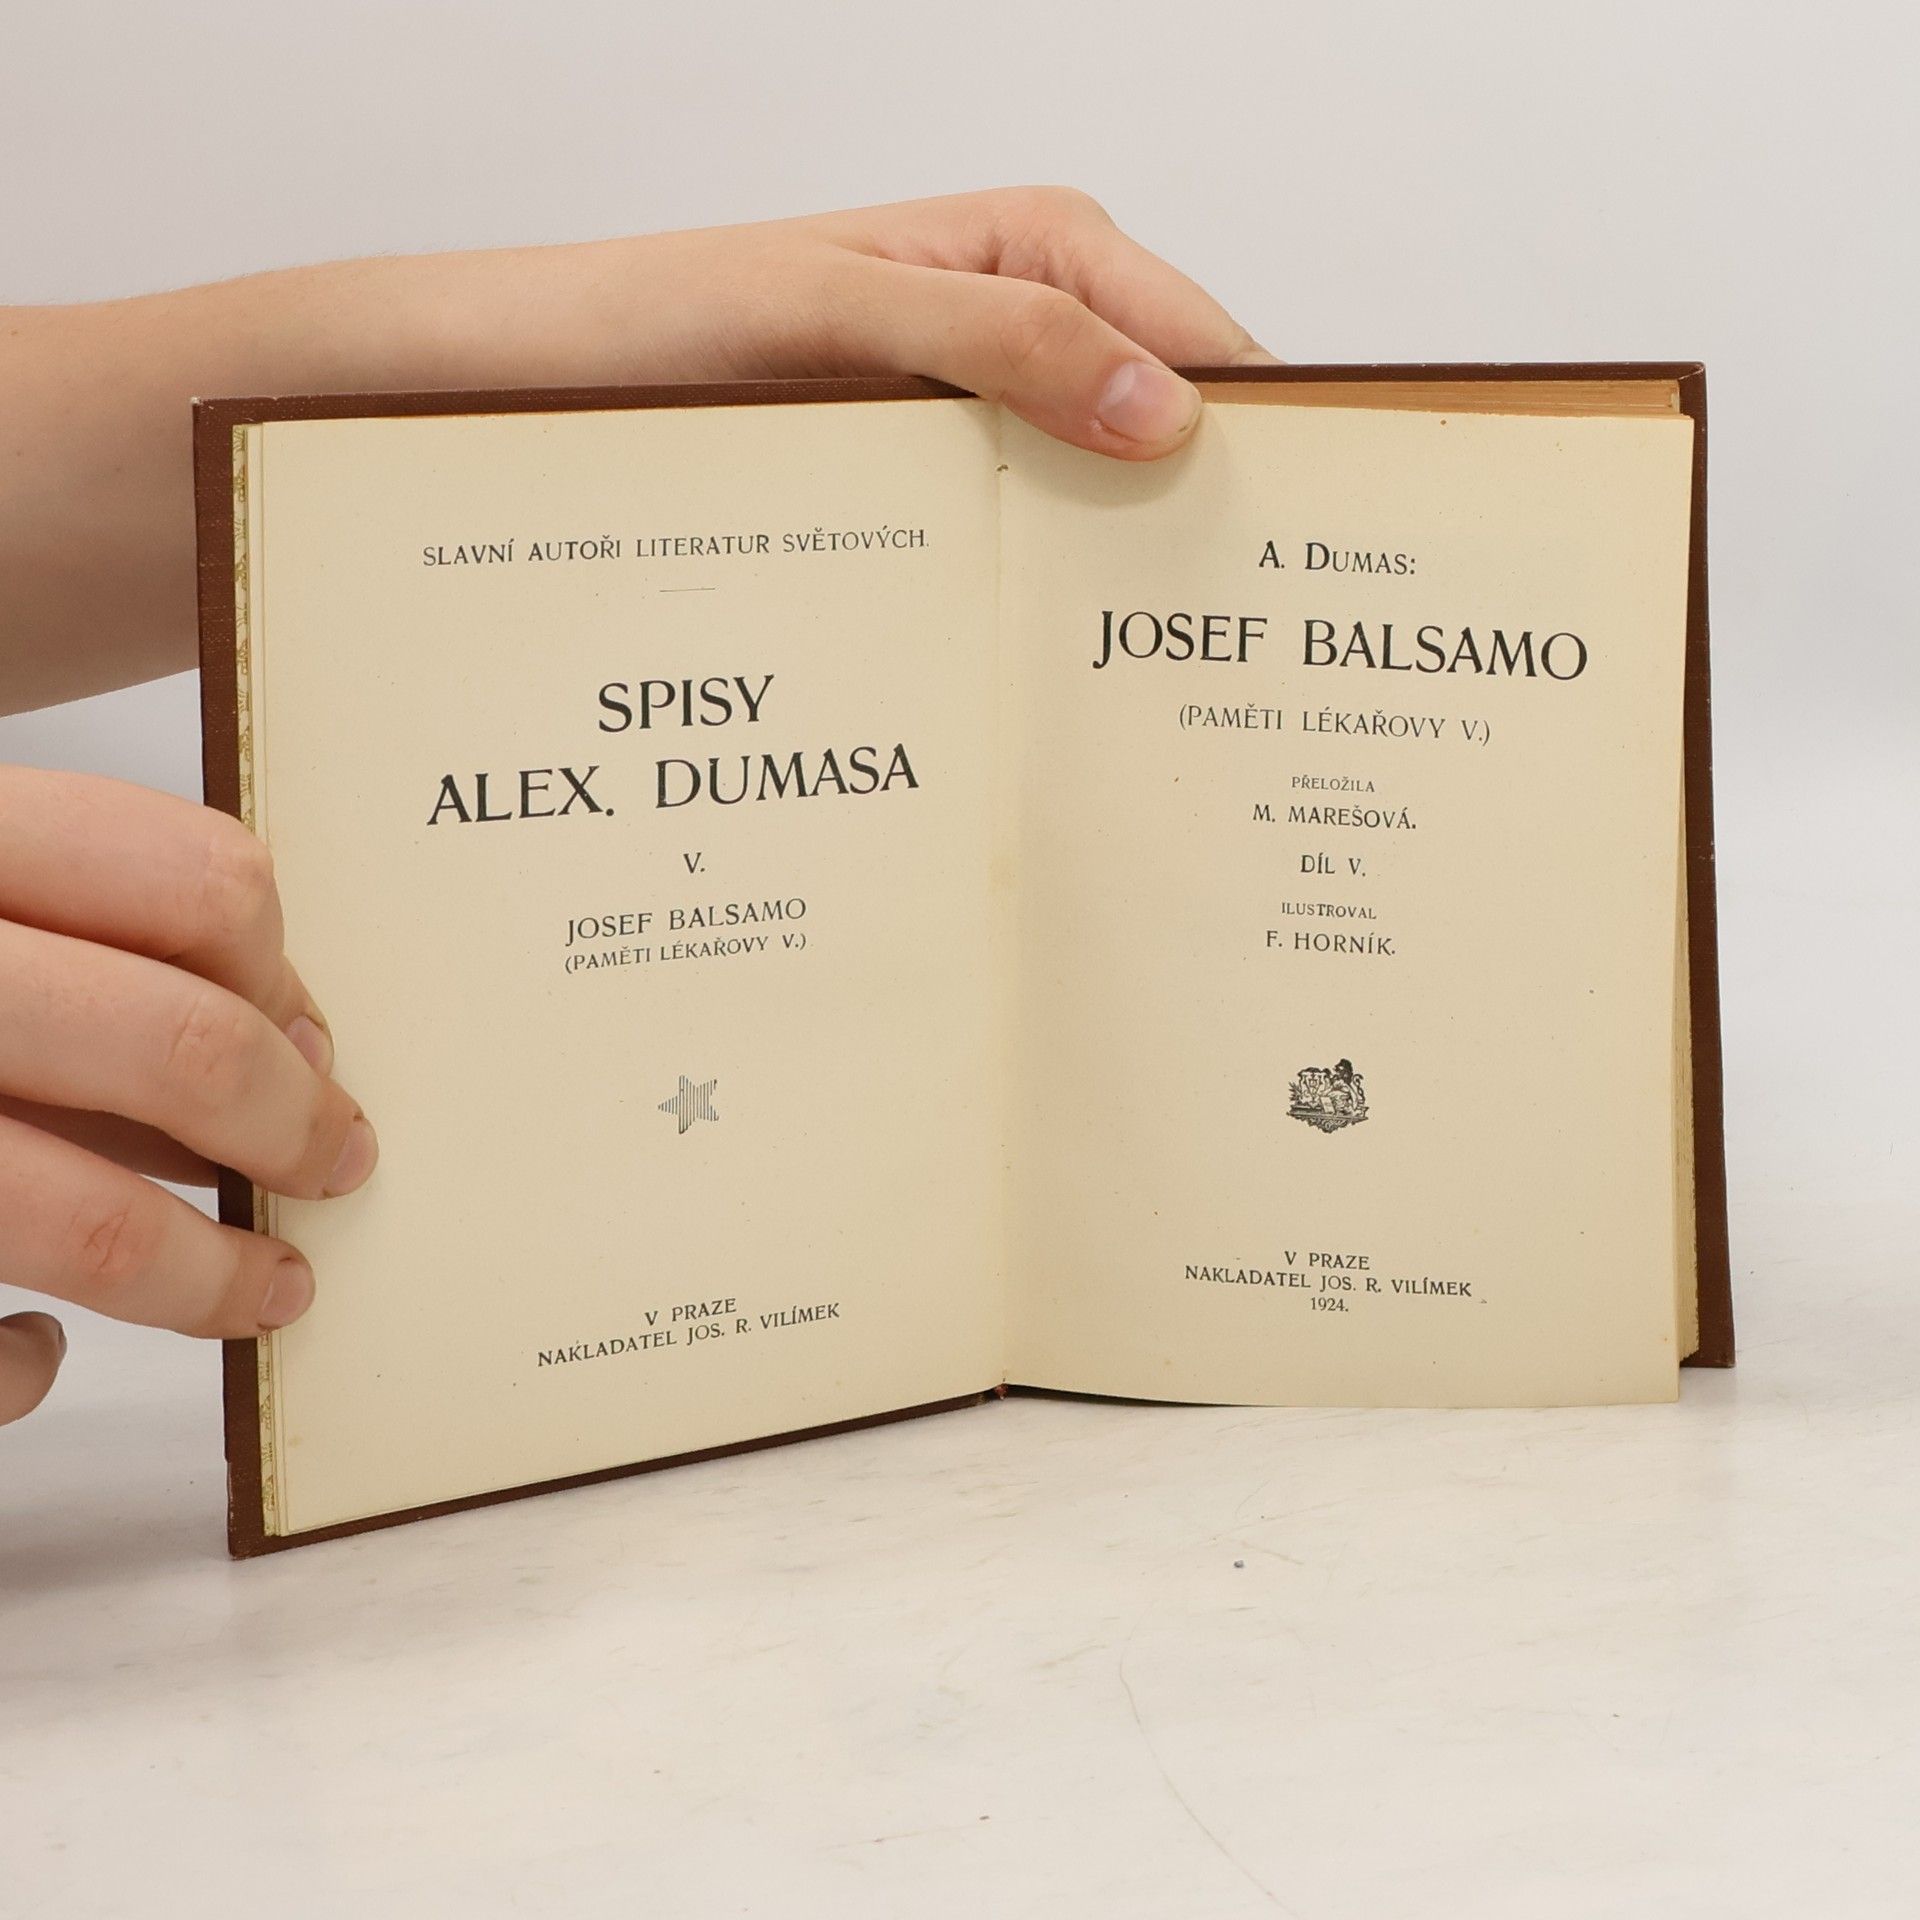 SLAVNÍ AUTOŘI LITERATUR SVĚTOVÝCH.
SPISY
ALEX. DUMASA
V.
JOSEF BALSAMO
(PAMĚTI LÉKAŘOVY V.)
V PRAZE
NAKLADATEL JOS. R. VILÍMEK
A. DUMAS:
JOSEF BALSAMO
(PAMĚTI LÉKAŘOVY V.)
PŘELOŽILA
M. MAREŠOVÁ.
DÍL V.
ILUSTROVAL
F. HORNÍK.
V PRAZE
NAKLADATEL JOS. R. VILÍMEK
1924.